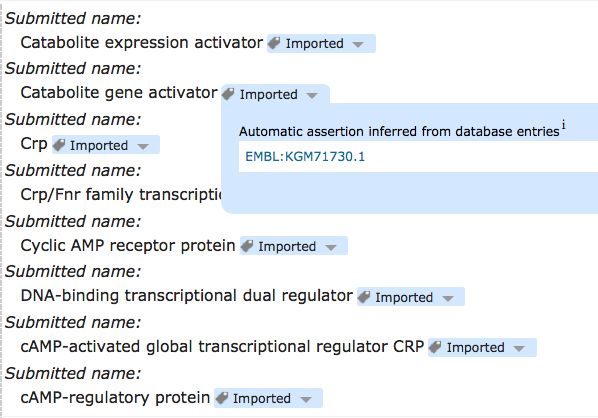 Submitted name:
Catabolite expression activator Imported
Submitted name:
Catabolite gene activator Imported
Submitted name:
Automatic assertion inferred from database entries i
Crp Imported
EMBL:KGM71730.1
Submitted name:
Crp/Fnr family
Submitted name:
Cyclic AMP receptor protein Imported
Submitted name:
DNA-binding transcriptional dual regulator Imported
Submitted name:
cAMP-activated global transcriptional regulator CRP Imported
Submitted name:
cAMP-regulatory protein Imported